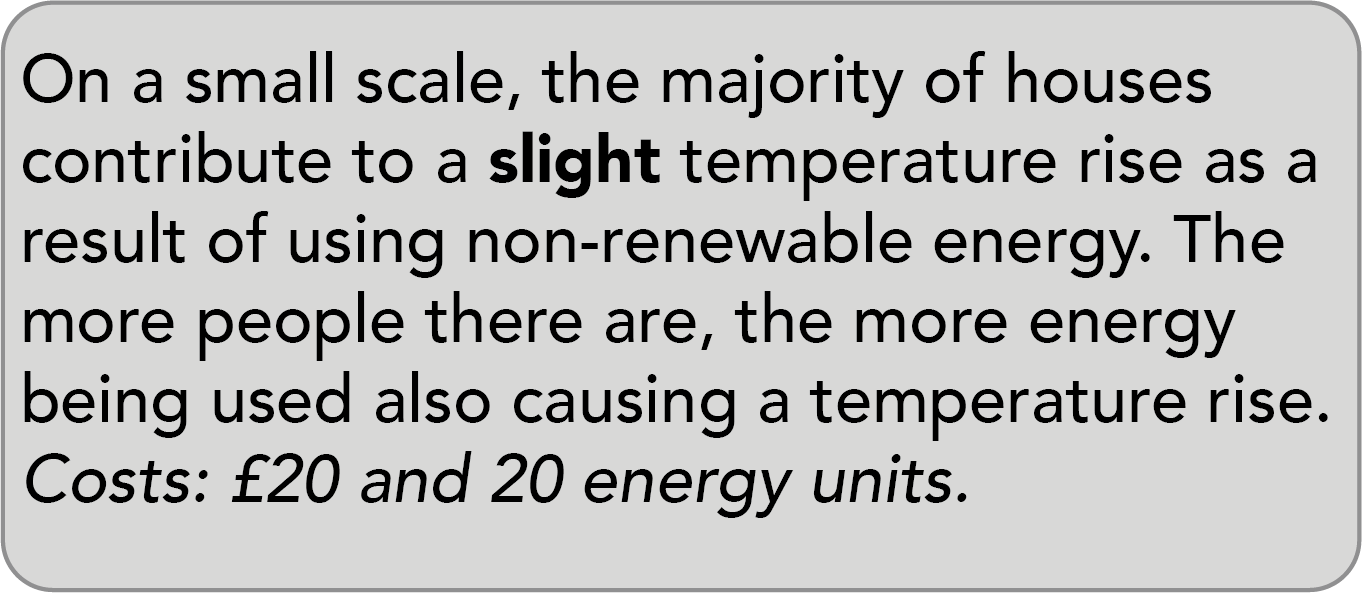 On a small scale, the majority of houses
contribute to a slight temperature rise as a
result of using non-renewable energy. The
more people there are, the more energy
being used also causing a temperature rise.
Costs: £20 and 20 energy units.